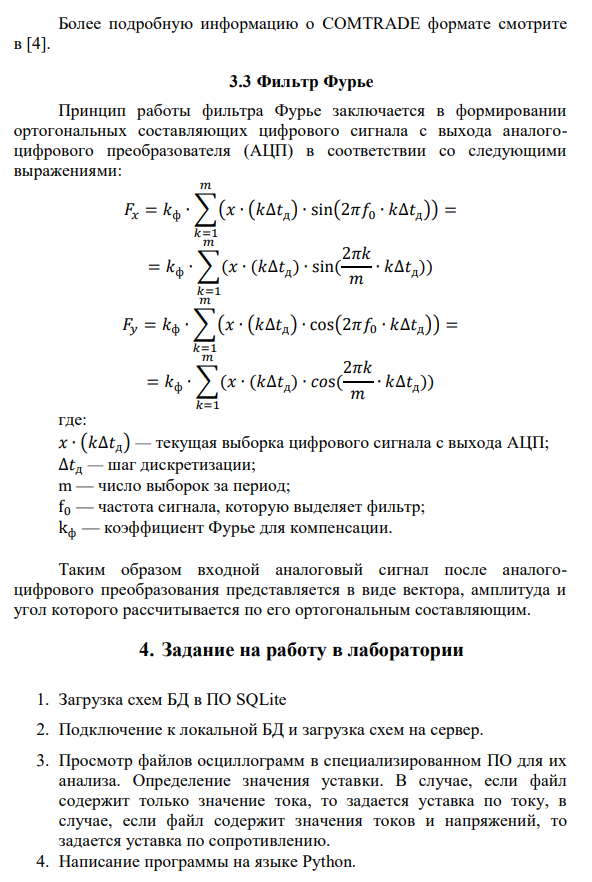 Более подробную информацию о COMTRADE формате смотрите
в [4].
3.3 Фильтр Фурье
Принцип работы фильтра Фурье заключается в формировании
ортогональных составляющих цифрового сигнала с выхода аналого-
цифрового преобразователя (АЦП) в соответствии со следующими
выражениями:
Fₓ = k_ф · ∑_{k=1}^{m} (x · (kΔt_д) · sin(2πf₀ · kΔt_д)) =
= k_ф · ∑_{k=1}^{m} (x · (kΔt_д) · sin(2πk/m · kΔt_д))
F_y = k_ф · ∑_{k=1}^{m} (x · (kΔt_д) · cos(2πf₀ · kΔt_д)) =
= k_ф · ∑_{k=1}^{m} (x · (kΔt_д) · cos(2πk/m · kΔt_д))
где:
x · (kΔt_д) — текущая выборка цифрового сигнала с выхода АЦП;
Δt_д — шаг дискретизации;
m — число выборок за период;
f₀ — частота сигнала, которую выделяет фильтр;
k_ф — коэффициент Фурье для компенсации.
Таким образом входной аналоговый сигнал после аналого-
цифрового преобразования представляется в виде вектора, амплитуда и
угол которого рассчитывается по его ортогональным составляющим.
4. Задание на работу в лаборатории
1. Загрузка схем БД в ПО SQLite
2. Подключение к локальной БД и загрузка схем на сервер.
3. Просмотр файлов осциллограмм в специализированном ПО для их
анализа. Определение значения уставки. В случае, если файл
содержит только значение тока, то задается уставка по току, в
случае, если файл содержит значения токов и напряжений, то
задается уставка по сопротивлению.
4. Написание программы на языке Python.